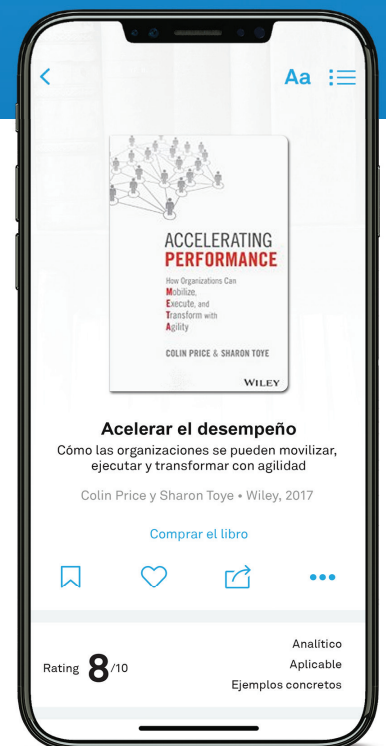 Aa
ACCELERATING
PERFORMANCE
How Organizations Can
Mobilize,
Execute, and
Transform with
Agility
COLIN PRICE & SHARON TOYE
WILEY
Acelerar el desempeño
Cómo las organizaciones se pueden movilizar,
ejecutar y transformar con agilidad
Colin Price y Sharon Toye • Wiley, 2017
Comprar el libro
Analítico
Rating 8/10
Aplicable
Ejemplos concretos